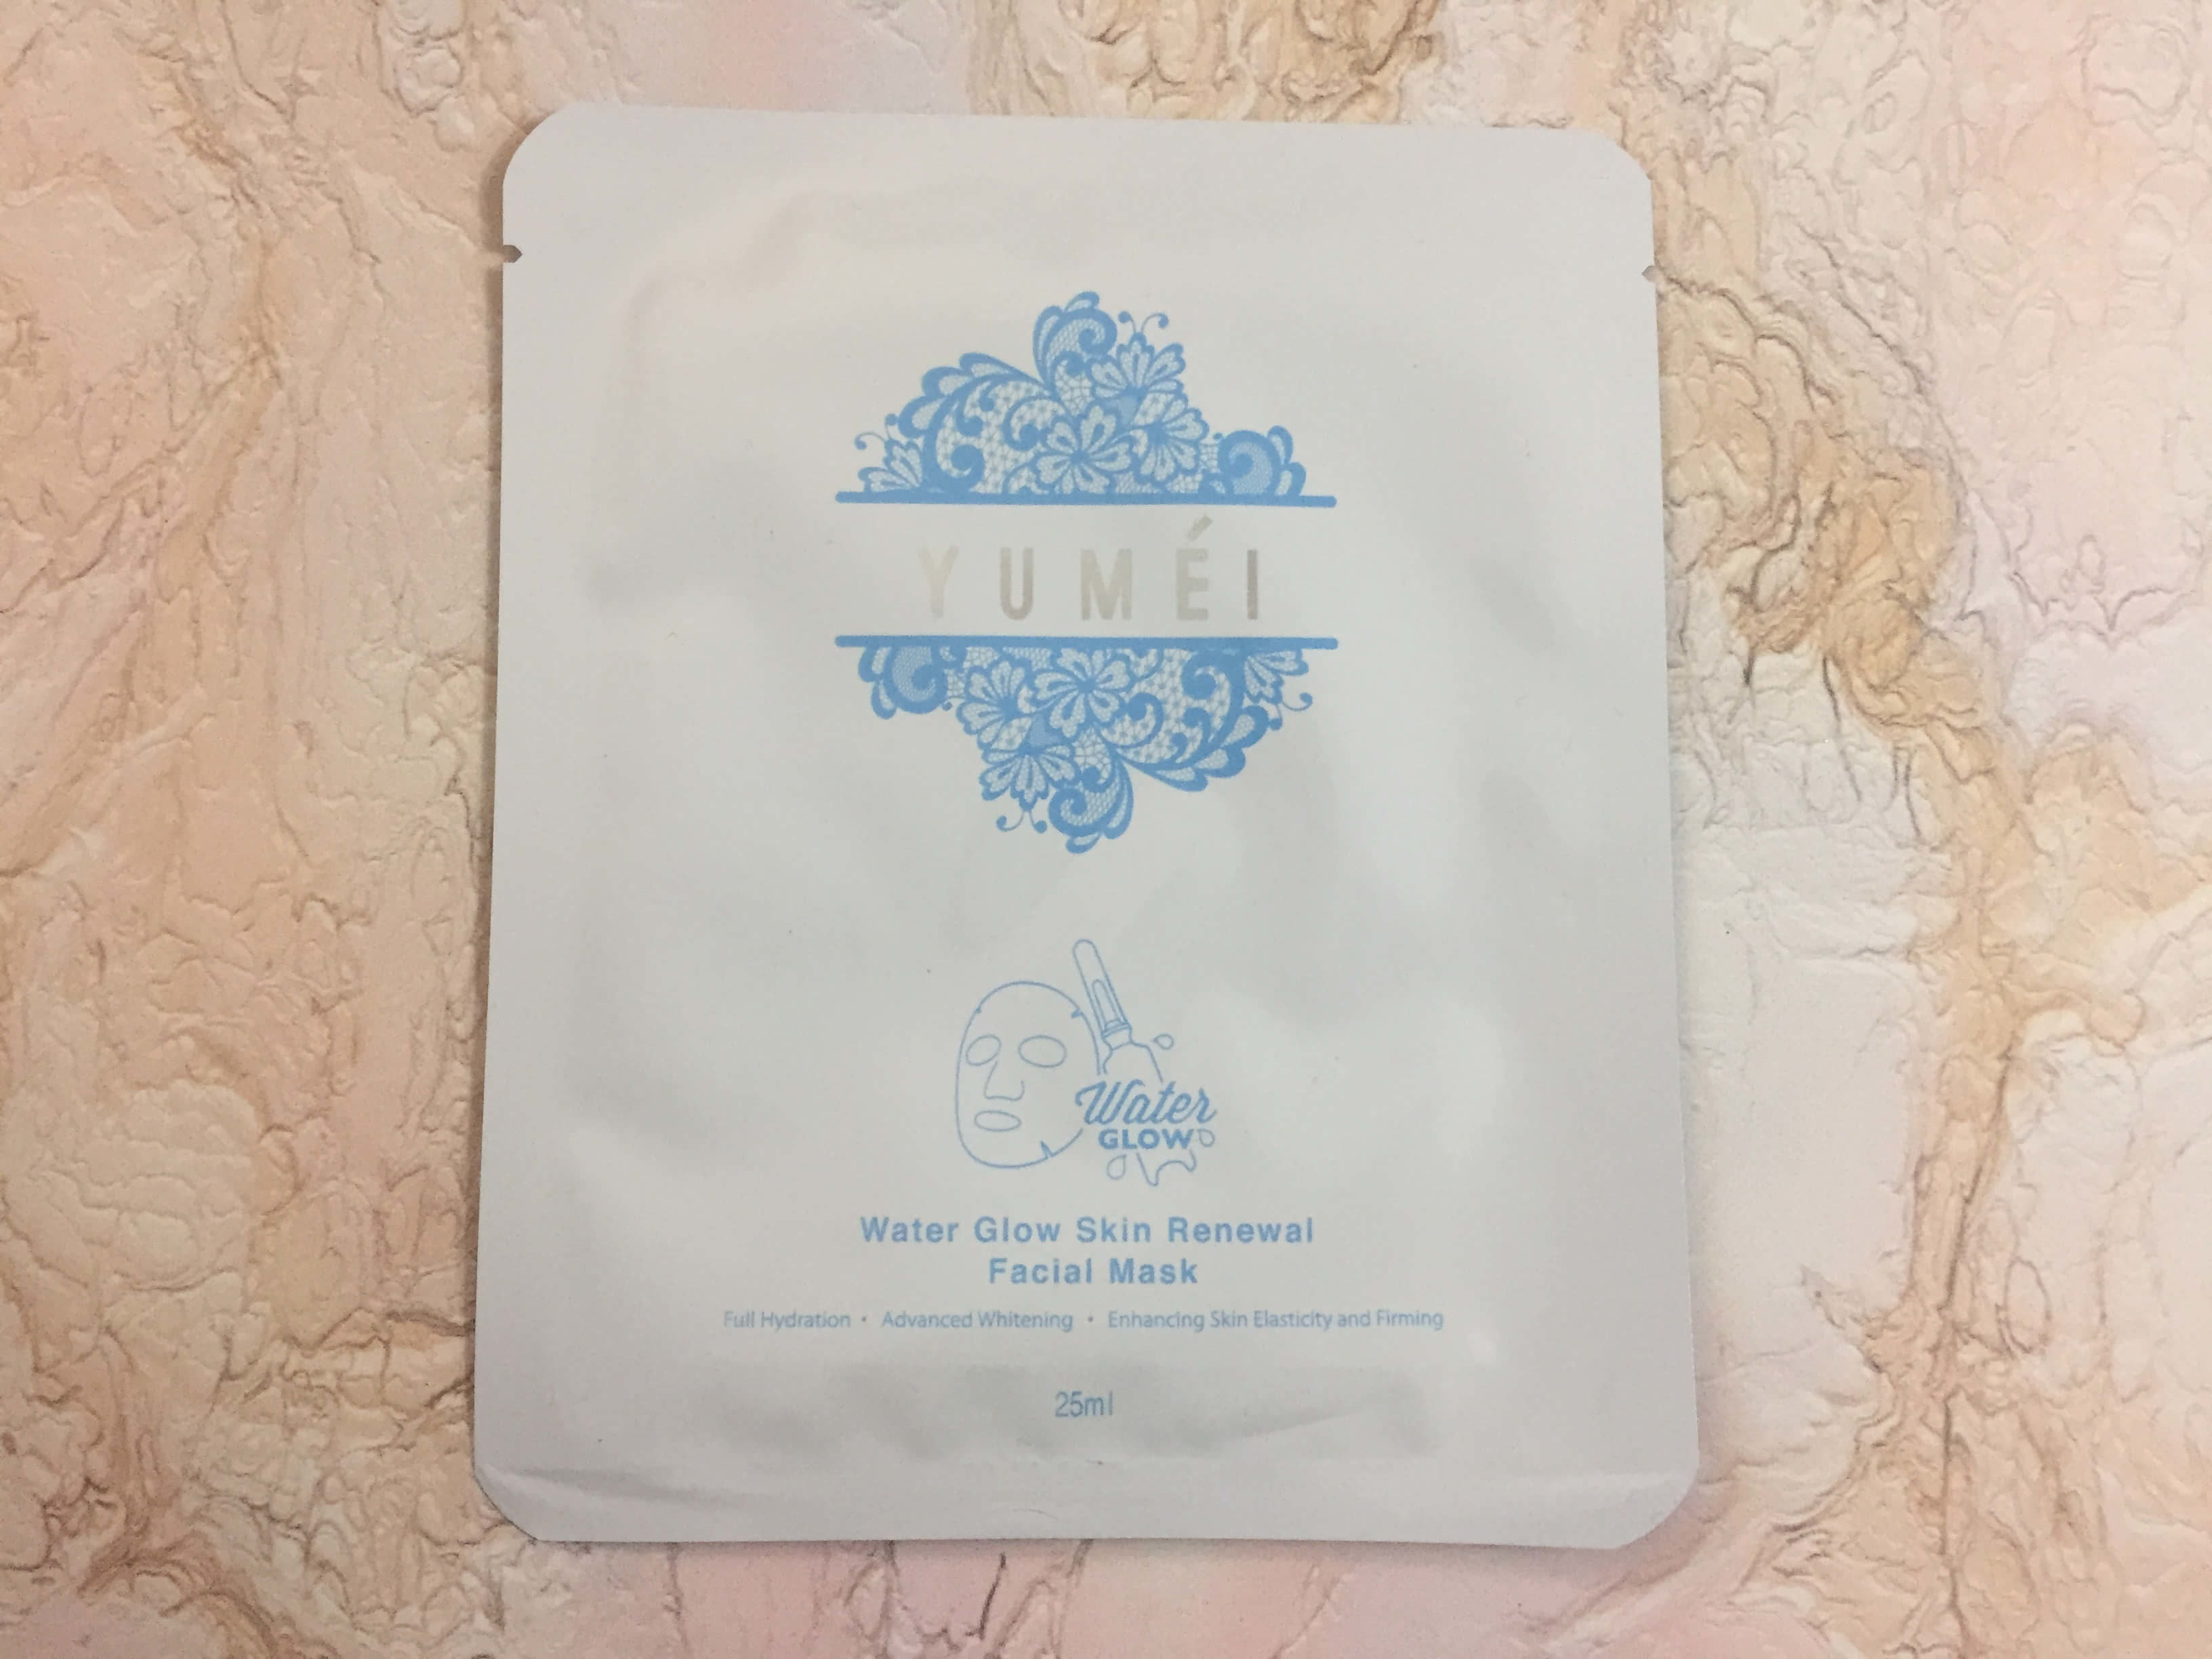 YUMÉI
Water
GLOW
Water Glow Skin Renewal
Facial Mask
Full Hydration • Advanced Whitening • Enhancing Skin Elasticity and Firming
25ml